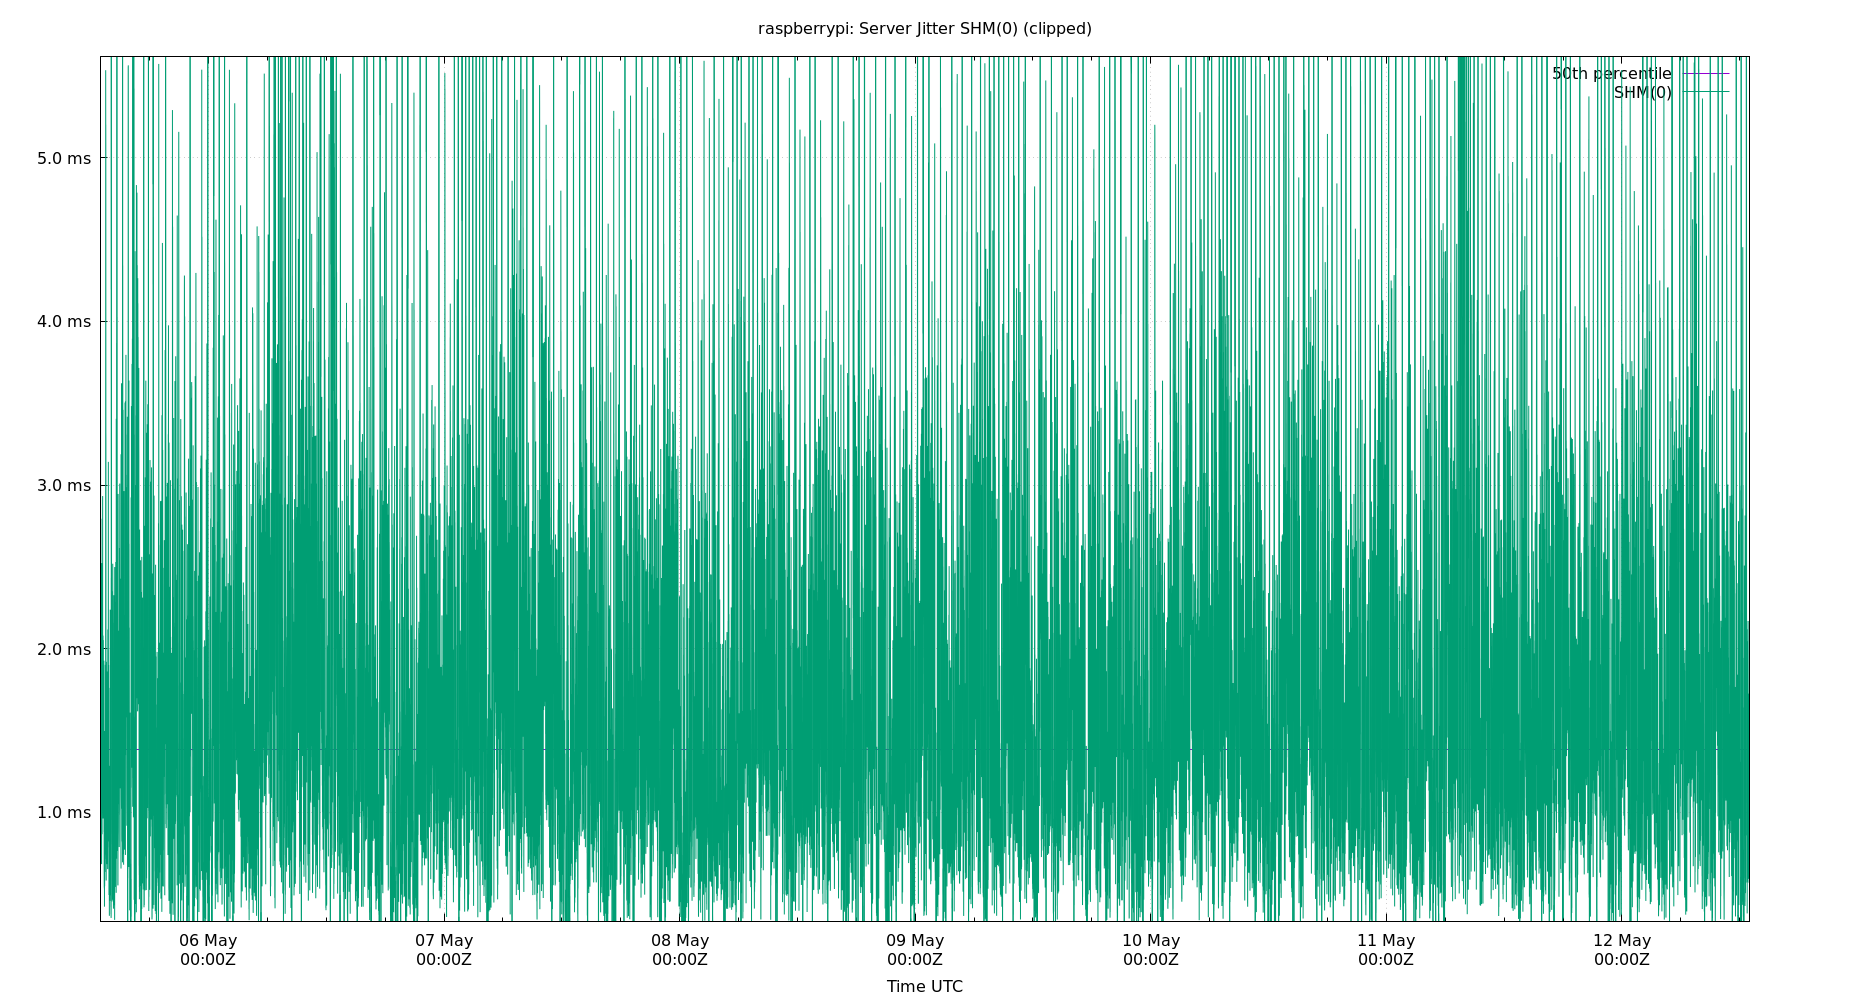 raspberrypi: Server Jitter SHM(0) (clipped)
50th percentile
SHM(0)
5.0 ms
4.0 ms
3.0 ms
2.0 ms
1.0 ms
06 May 07 May 08 May 09 May 10 May 11 May 12 May
00:00Z 00:00Z 00:00Z 00:00Z 00:00Z 00:00Z 00:00Z
Time UTC